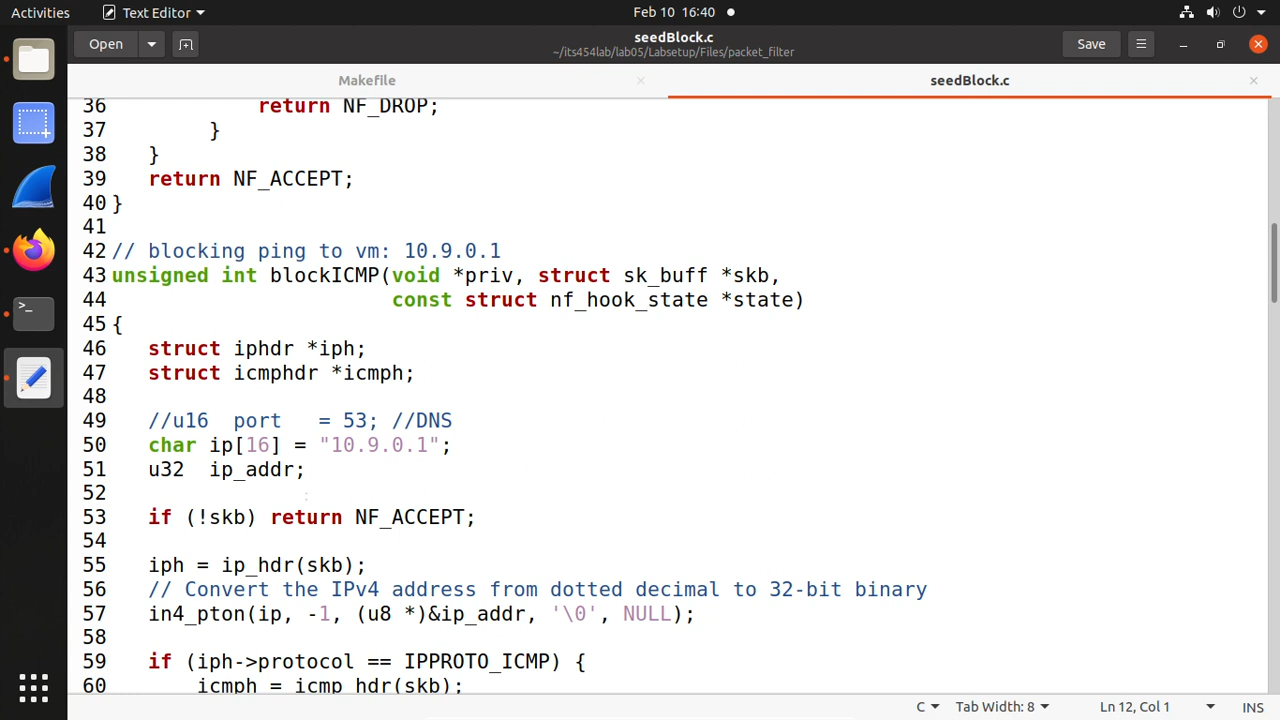 Activities Text Editor Feb 10 16:40
Open seedBlock.c Save
~/its454lab/lab05/Labsetup/Files/packet_filter
Makefile seedBlock.c
36 return NF_DROP;
37 }
38 }
39 return NF_ACCEPT;
40 }
41
42 // blocking ping to vm: 10.9.0.1
43 unsigned int blockICMP(void *priv, struct sk_buff *skb,
44 const struct nf_hook_state *state)
45 {
46 struct iphdr *iph;
47 struct icmphdr *icmph;
48
49 //u16 port = 53; //DNS
50 char ip[16] = "10.9.0.1";
51 u32 ip_addr;
52
53 if (!skb) return NF_ACCEPT;
54
55 iph = ip_hdr(skb);
56 // Convert the IPv4 address from dotted decimal to 32-bit binary
57 in4_pton(ip, -1, (u8 *)&ip_addr, '\0', NULL);
58
59 if (iph->protocol == IPPROTO_ICMP) {
60 icmph = icmp_hdr(skb);
C Tab Width: 8 Ln 12, Col 1 INS